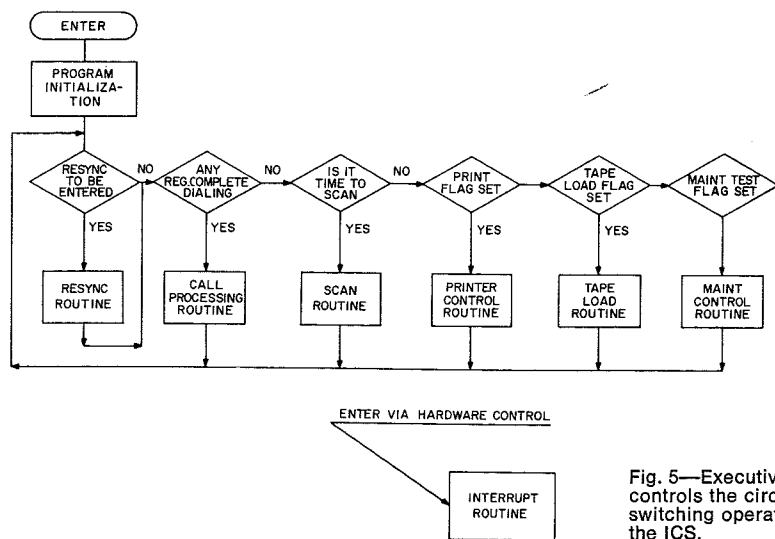 ENTER
PROGRAM
INITIALIZA-
TION
RESYNC
TO BE
ENTERED
NO
ANY
REG.COMPLETE
DIALING
NO
IS IT
TIME TO
SCAN
NO
PRINT
FLAG SET
TAPE
LOAD FLAG
SET
MAINT TEST
FLAG SET
YES
YES
YES
YES
YES
RESYNC
ROUTINE
CALL
PROCESSING
ROUTINE
SCAN
ROUTINE
PRINTER
CONTROL
ROUTINE
TAPE
LOAD
ROUTINE
MAINT
CONTROL
ROUTINE
ENTER VIA HARDWARE CONTROL
INTERRUPT
ROUTINE
Fig. 5—Executiv
controls the circ
switching operat
the ICS.